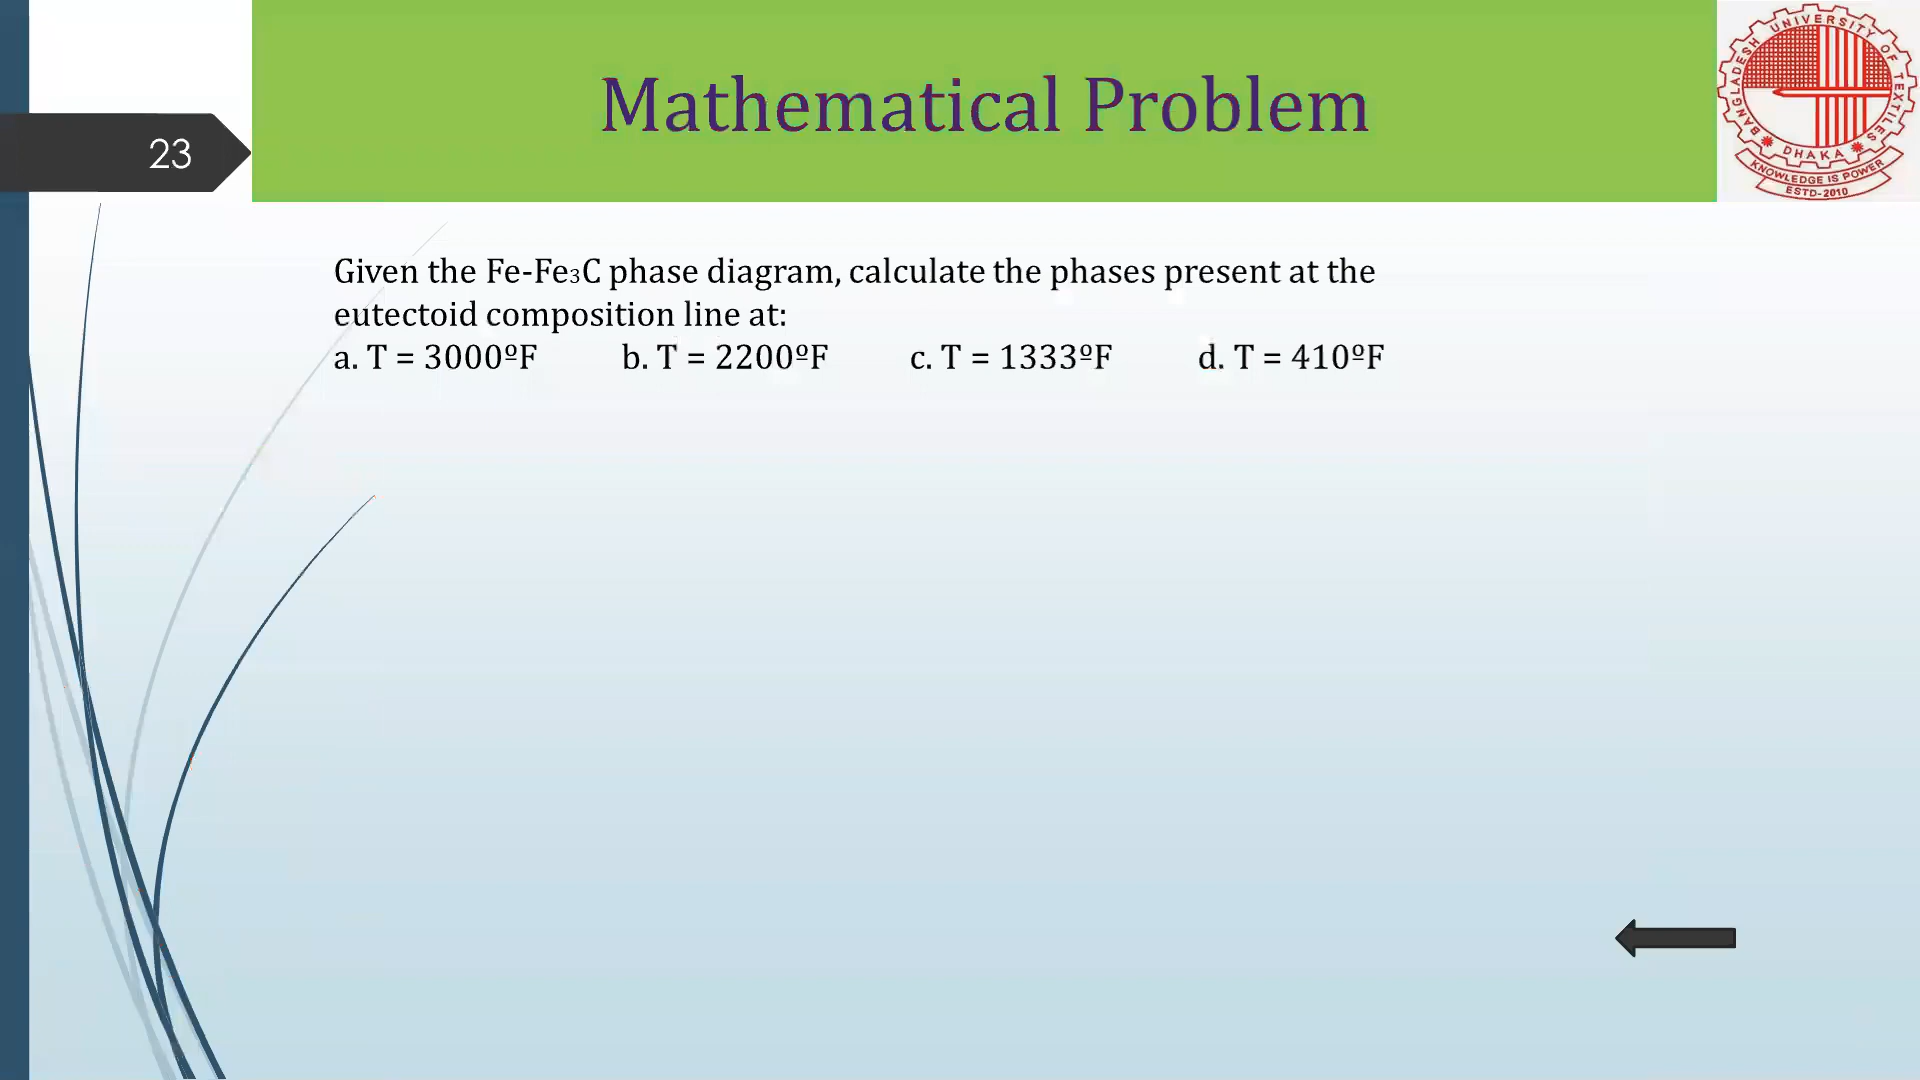 Mathematical Problem
23
BANGLADESH UNIVERSITY OF TEXTILES
DHAKA
KNOWLEDGE IS POWER
ESTD-2010
Given the Fe-Fe₃C phase diagram, calculate the phases present at the
eutectoid composition line at:
a. T = 3000ºF b. T = 2200ºF c. T = 1333ºF d. T = 410ºF